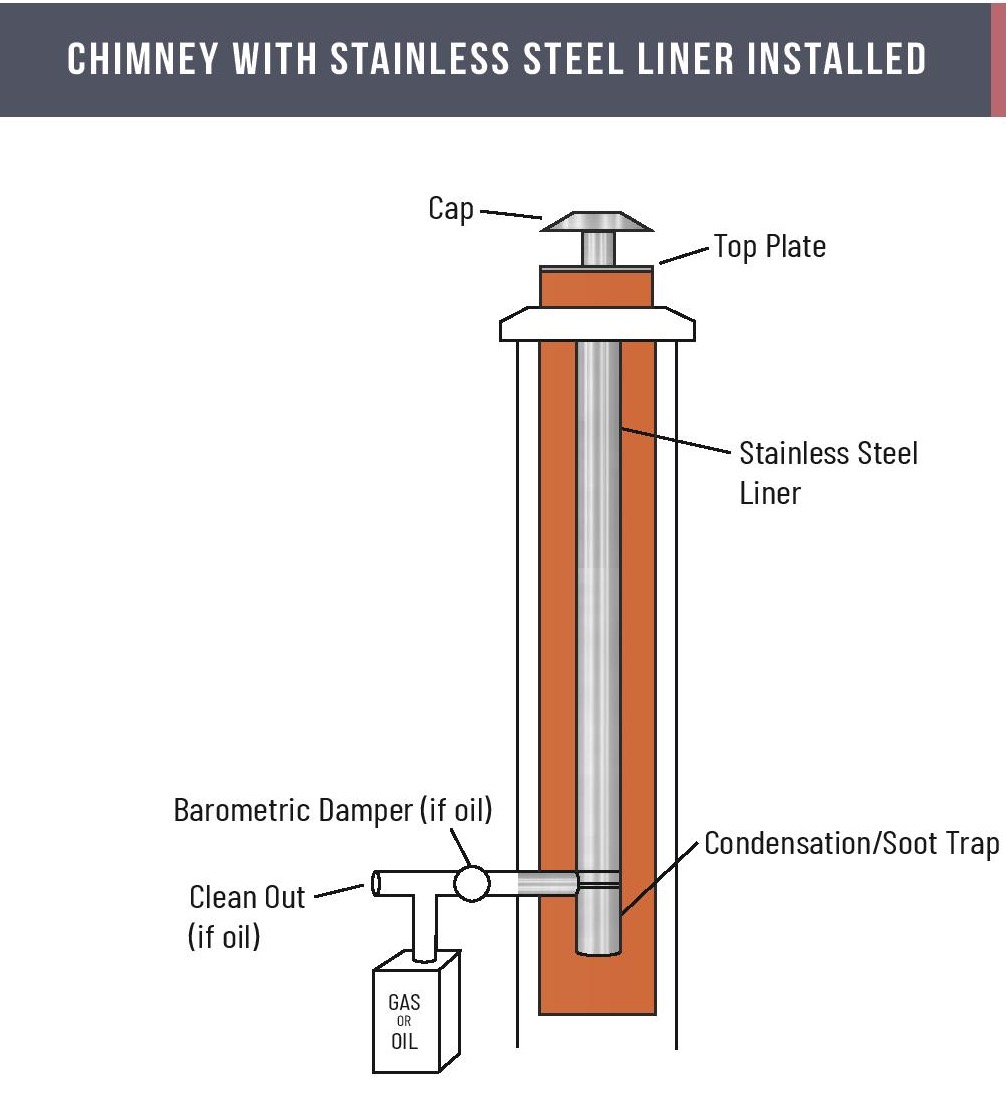 CHIMNEY WITH STAINLESS STEEL LINER INSTALLED
Cap
Top Plate
Stainless Steel
Liner
Barometric Damper (if oil)
Condensation/Soot Trap
Clean Out
(if oil)
GAS
OR
OIL